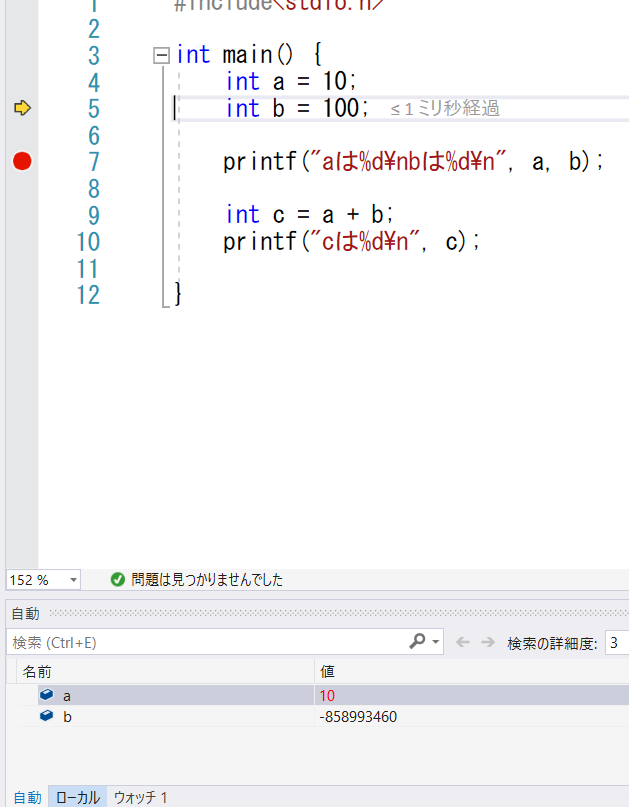 1 #include<stdio.h>
2
3 int main() {
4 int a = 10;
5 int b = 100; ≤ 1 ミリ秒経過
6
7 printf("aは%d¥nbは%d¥n", a, b);
8
9 int c = a + b;
10 printf("cは%d¥n", c);
11
12 }
152 % 問題は見つかりませんでした
自動
検索 (Ctrl+E) 検索の詳細度: 3
名前 値
a 10
b -858993460
自動 ローカル ウォッチ 1